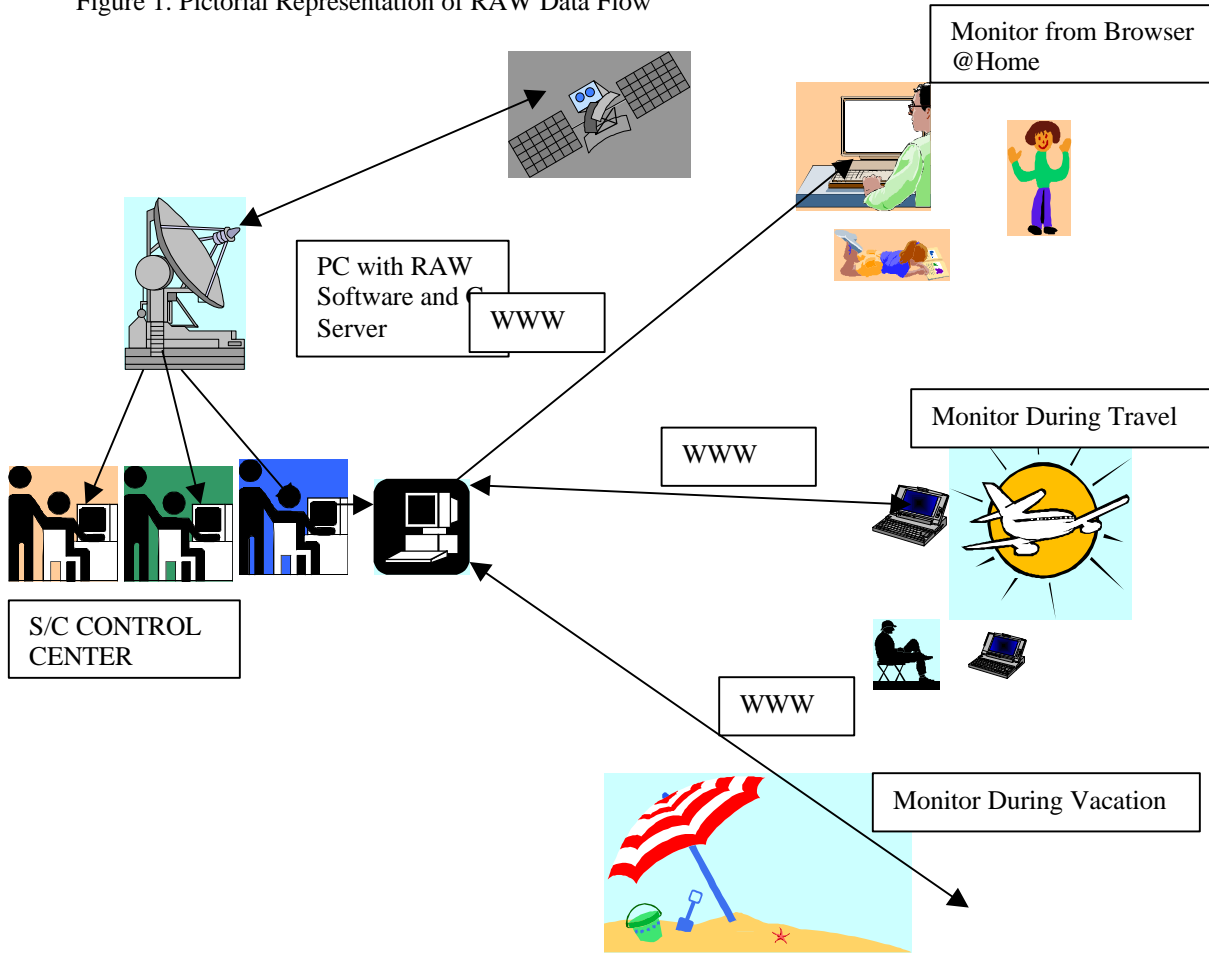 Figure 1. Pictorial Representation of RAW Data Flow
Monitor from Browser
@Home
PC with RAW
Software and
Server
WWW
Monitor During Travel
WWW
S/C CONTROL
CENTER
WWW
Monitor During Vacation